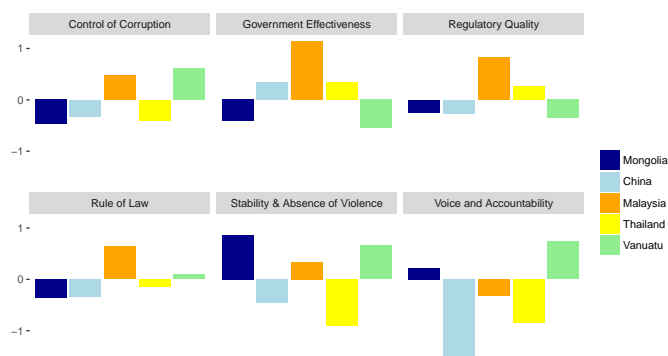 Control of Corruption
Government Effectiveness
Regulatory Quality
1
0
−1
Mongolia
China
Malaysia
Thailand
Vanuatu
Rule of Law
Stability & Absence of Violence
Voice and Accountability
1
0
−1